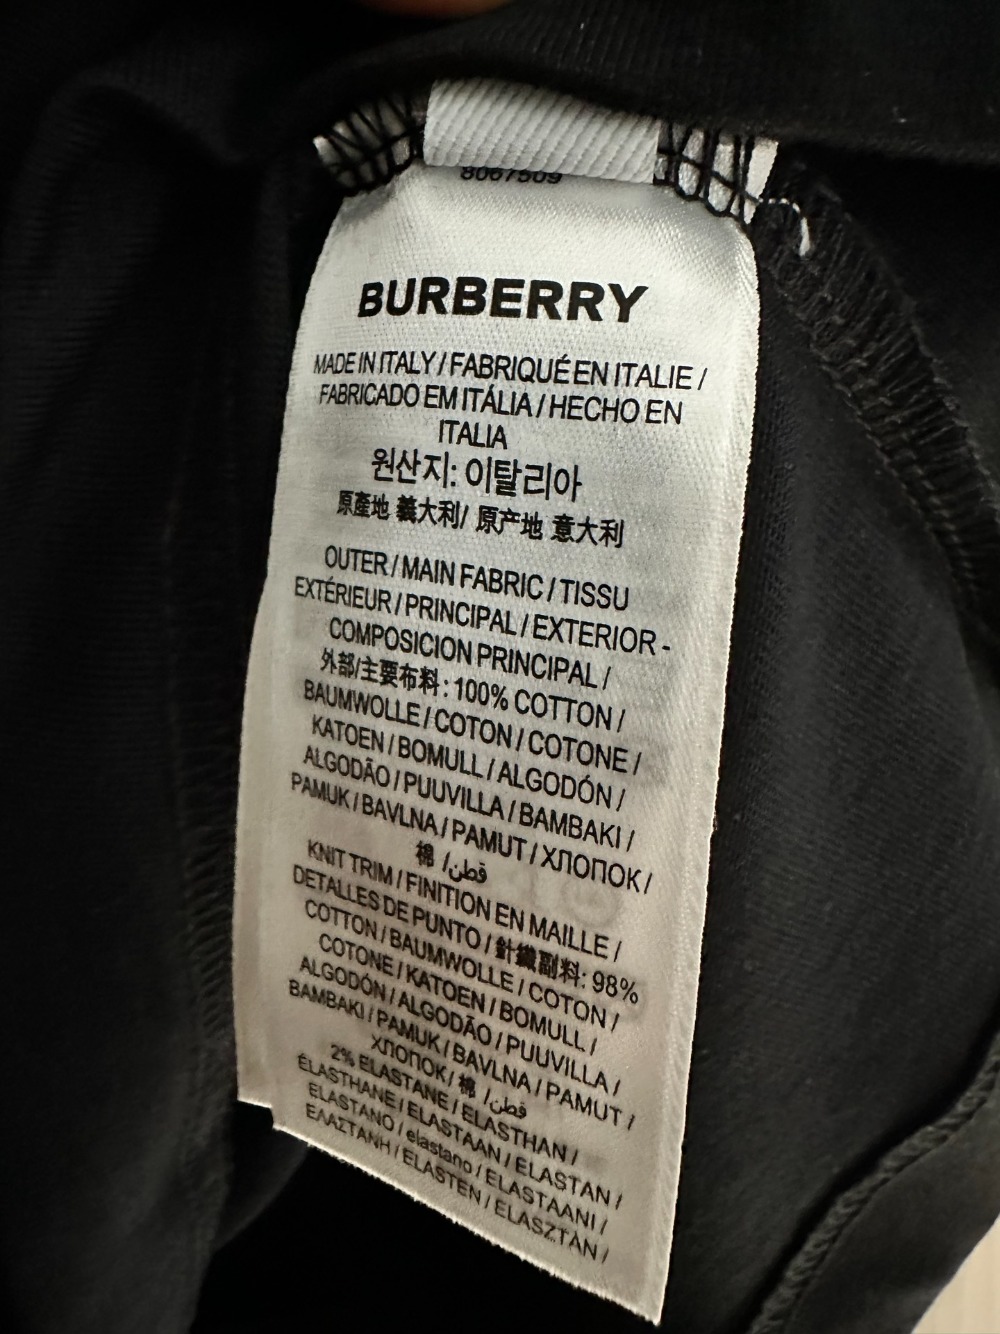 8067509
BURBERRY
MADE IN ITALY / FABRIQUÉ EN ITALIE /
FABRICADO EM ITÁLIA / HECHO EN
ITALIA
원산지: 이탈리아
原產地 義大利/ 原产地 意大利
OUTER / MAIN FABRIC / TISSU
EXTÉRIEUR / PRINCIPAL / EXTERIOR -
COMPOSICION PRINCIPAL /
外部/主要布料: 100% COTTON /
BAUMWOLLE / COTON / COTONE /
KATOEN / BOMULL / ALGODÓN /
ALGODÃO / PUUVILLA / BAMBAKI /
PAMUK / BAVLNA / PAMUT / ХЛОПОК /
棉 / قطن
KNIT TRIM / FINITION EN MAILLE /
DETALLES DE PUNTO / 針織副料: 98%
COTTON / BAUMWOLLE / COTON /
COTONE / KATOEN / BOMULL /
ALGODÓN / ALGODÃO / PUUVILLA /
BAMBAKI / PAMUK / BAVLNA / PAMUT /
ХЛОПОК / 棉 / قطن
2% ELASTANE / ELASTHAN /
ÉLASTHANE / ELASTAAN / ELASTAN /
ELASTANO / elastano / ELASTAANI /
ΕΛΑΣΤΑΝΗ / ELASTEN / ELASZTÁN /